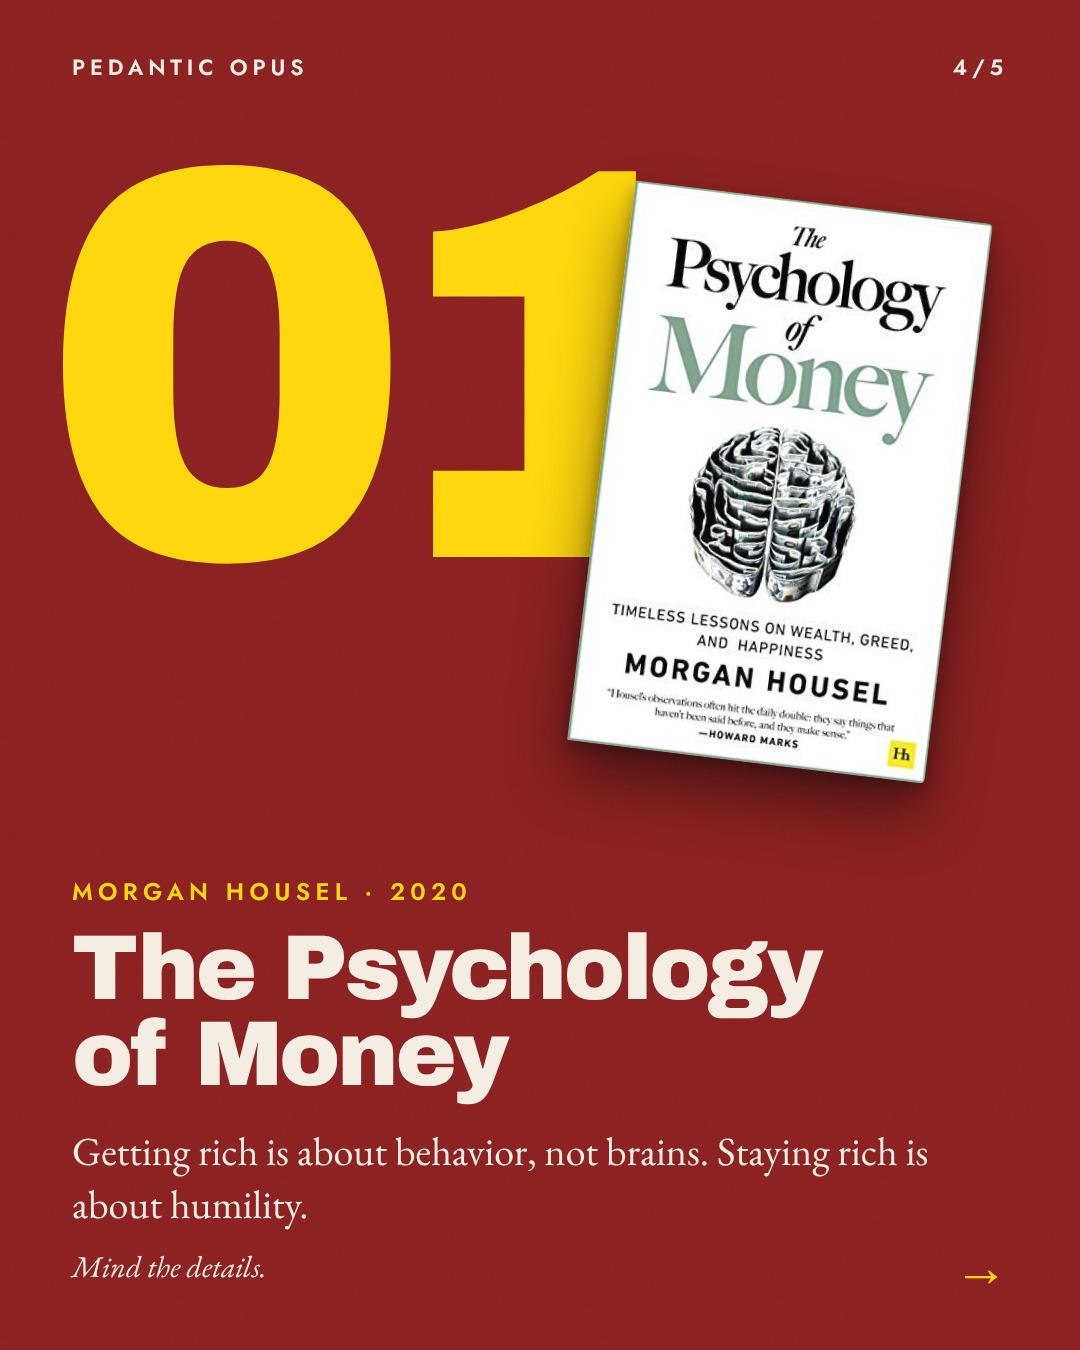 PEDANTIC OPUS
4/5
01
The
Psychology
of
Money
TIMELESS LESSONS ON WEALTH, GREED,
AND HAPPINESS
MORGAN HOUSEL
"Housel's observations often hit the daily double: they say things that
haven't been said before, and they make sense."
—HOWARD MARKS
Hh
MORGAN HOUSEL · 2020
The Psychology
of Money
Getting rich is about behavior, not brains. Staying rich is
about humility.
Mind the details.
→